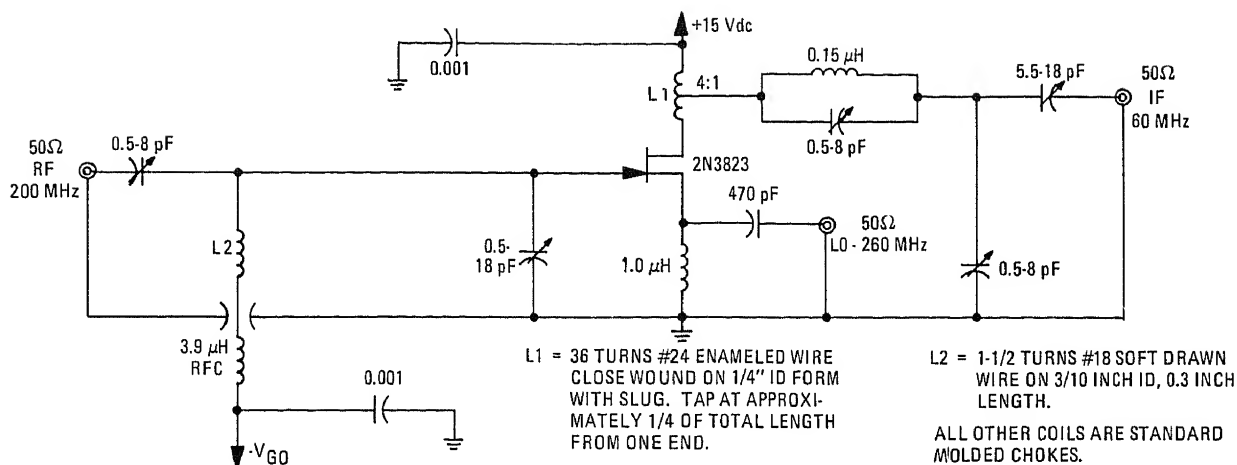 +15 Vdc
0.001
L1
4:1
0.15 μH
0.5-8 pF
5.5-18 pF
50Ω
IF
60 MHz
50Ω
RF
200 MHz
0.5-8 pF
2N3823
470 pF
50Ω
L0 - 260 MHz
L2
0.5-
18 pF
1.0 μH
0.5-8 pF
3.9 μH
RFC
0.001
-VGO
L1 = 36 TURNS #24 ENAMELED WIRE
CLOSE WOUND ON 1/4" ID FORM
WITH SLUG. TAP AT APPROXI-
MATELY 1/4 OF TOTAL LENGTH
FROM ONE END.
L2 = 1-1/2 TURNS #18 SOFT DRAWN
WIRE ON 3/10 INCH ID, 0.3 INCH
LENGTH.
ALL OTHER COILS ARE STANDARD
MOLDED CHOKES.